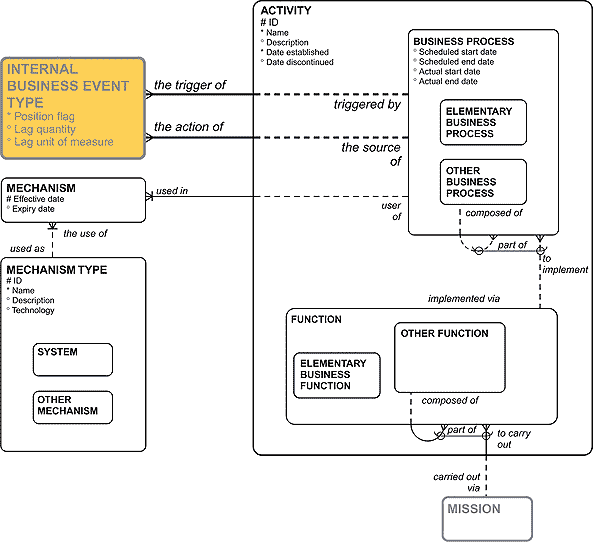 ACTIVITY
# ID
* Name
° Description
* Date established
° Date discontinued
BUSINESS PROCESS
° Scheduled start date
° Scheduled end date
° Actual start date
° Actual end date
ELEMENTARY
BUSINESS
PROCESS
OTHER
BUSINESS
PROCESS
composed of
part of
to
implement
INTERNAL
BUSINESS EVENT
TYPE
* Position flag
° Lag quantity
° Lag unit of measure
the trigger of
triggered by
the action of
the source
of
MECHANISM
# Effective date
° Expiry date
used in
user
of
the use of
used as
MECHANISM TYPE
# ID
* Name
° Description
° Technology
SYSTEM
OTHER
MECHANISM
implemented via
FUNCTION
OTHER FUNCTION
ELEMENTARY
BUSINESS
FUNCTION
composed of
part of
to carry
out
carried out
via
MISSION